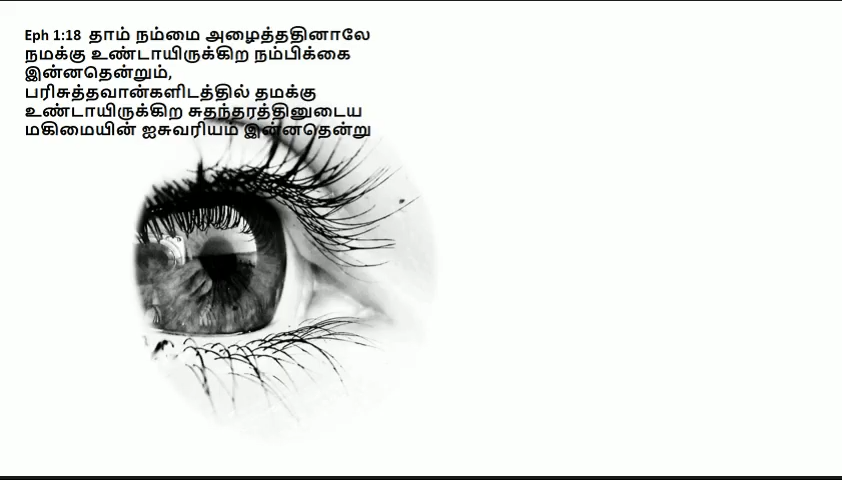 Eph 1:18 தாம் நம்மை அழைத்ததினாலே
நமக்கு உண்டாயிருக்கிற நம்பிக்கை
இன்னதென்றும்,
பரிசுத்தவான்களிடத்தில் தமக்கு
உண்டாயிருக்கிற சுதந்தரத்தினுடைய
மகிமையின் ஐசுவரியம் இன்னதென்று